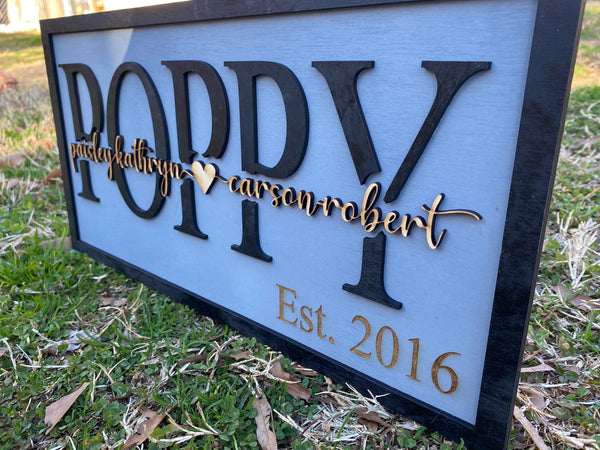 POPPY
paisley kathryn carson robert
Est. 2016